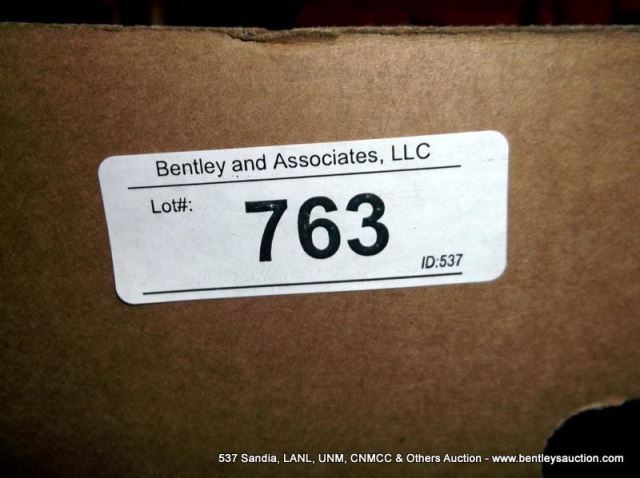 Bentley and Associates, LLC
Lot#:
763
ID:537
537 Sandia, LANL, UNM, CNMCC & Others Auction - www.bentleysauction.com